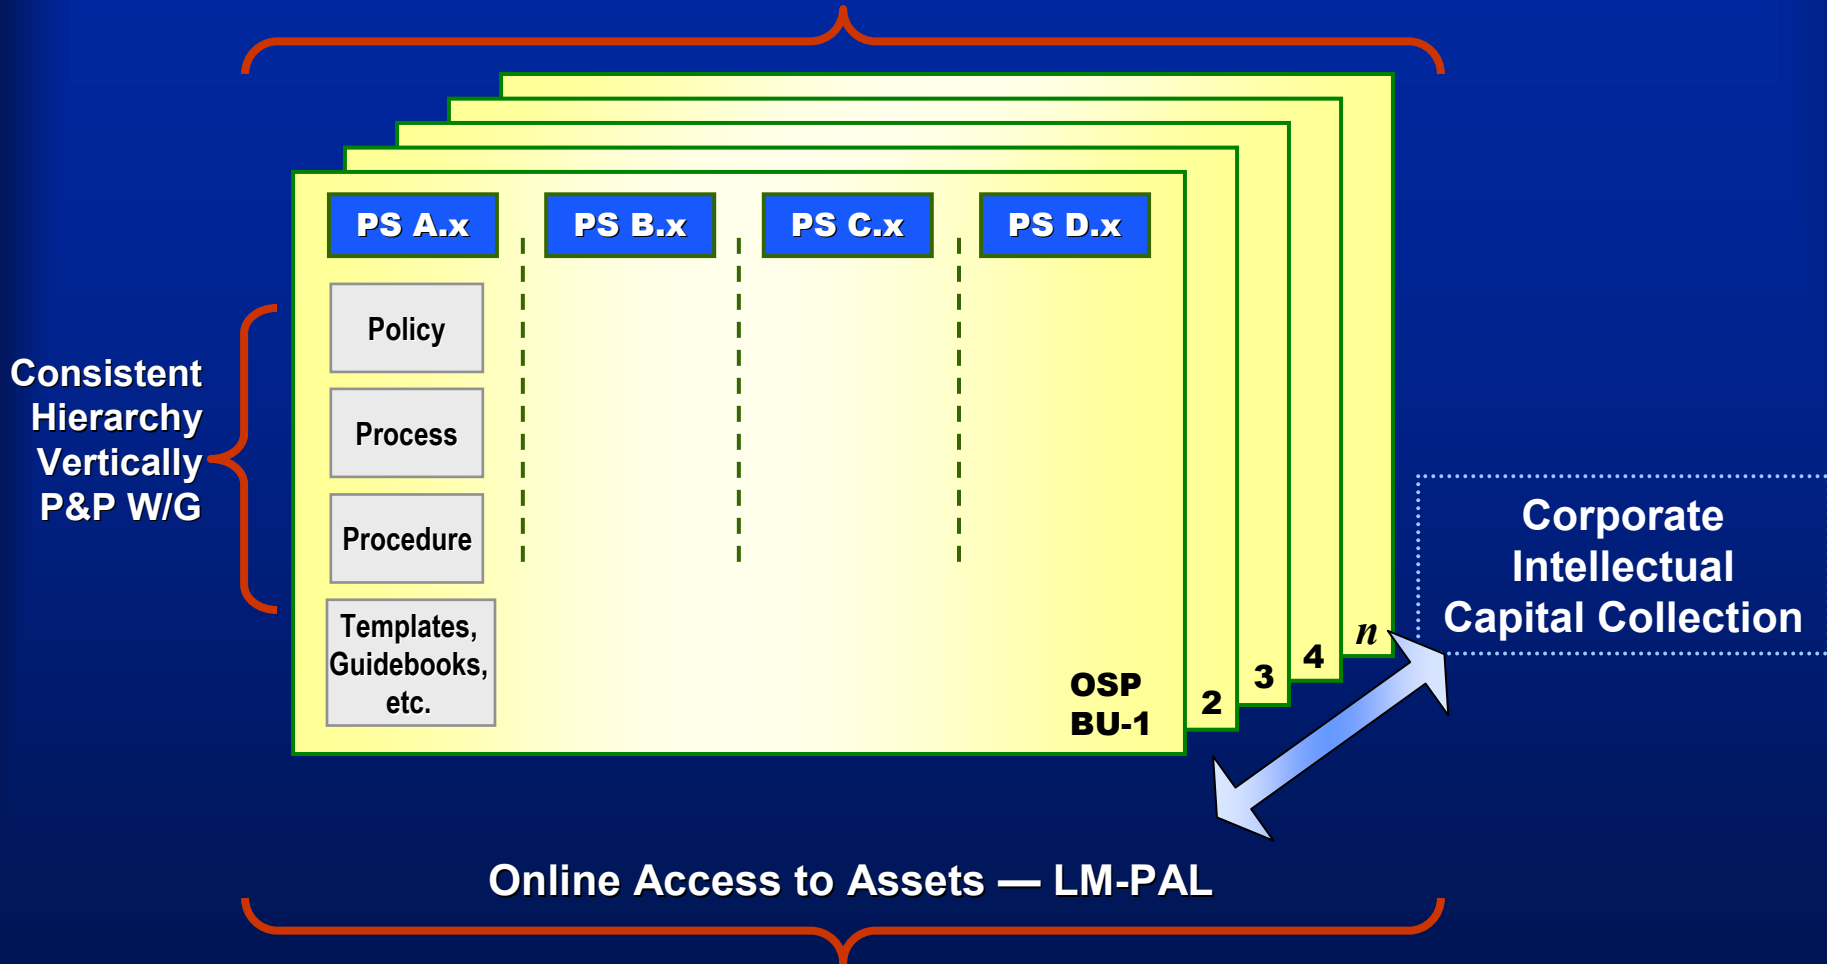 PS A.x
PS B.x
PS C.x
PS D.x
Policy
Process
Procedure
Templates,
Guidebooks,
etc.
Consistent
Hierarchy
Vertically
P&P W/G
OSP
BU-1
2
3
4
n
Corporate
Intellectual
Capital Collection
Online Access to Assets — LM-PAL